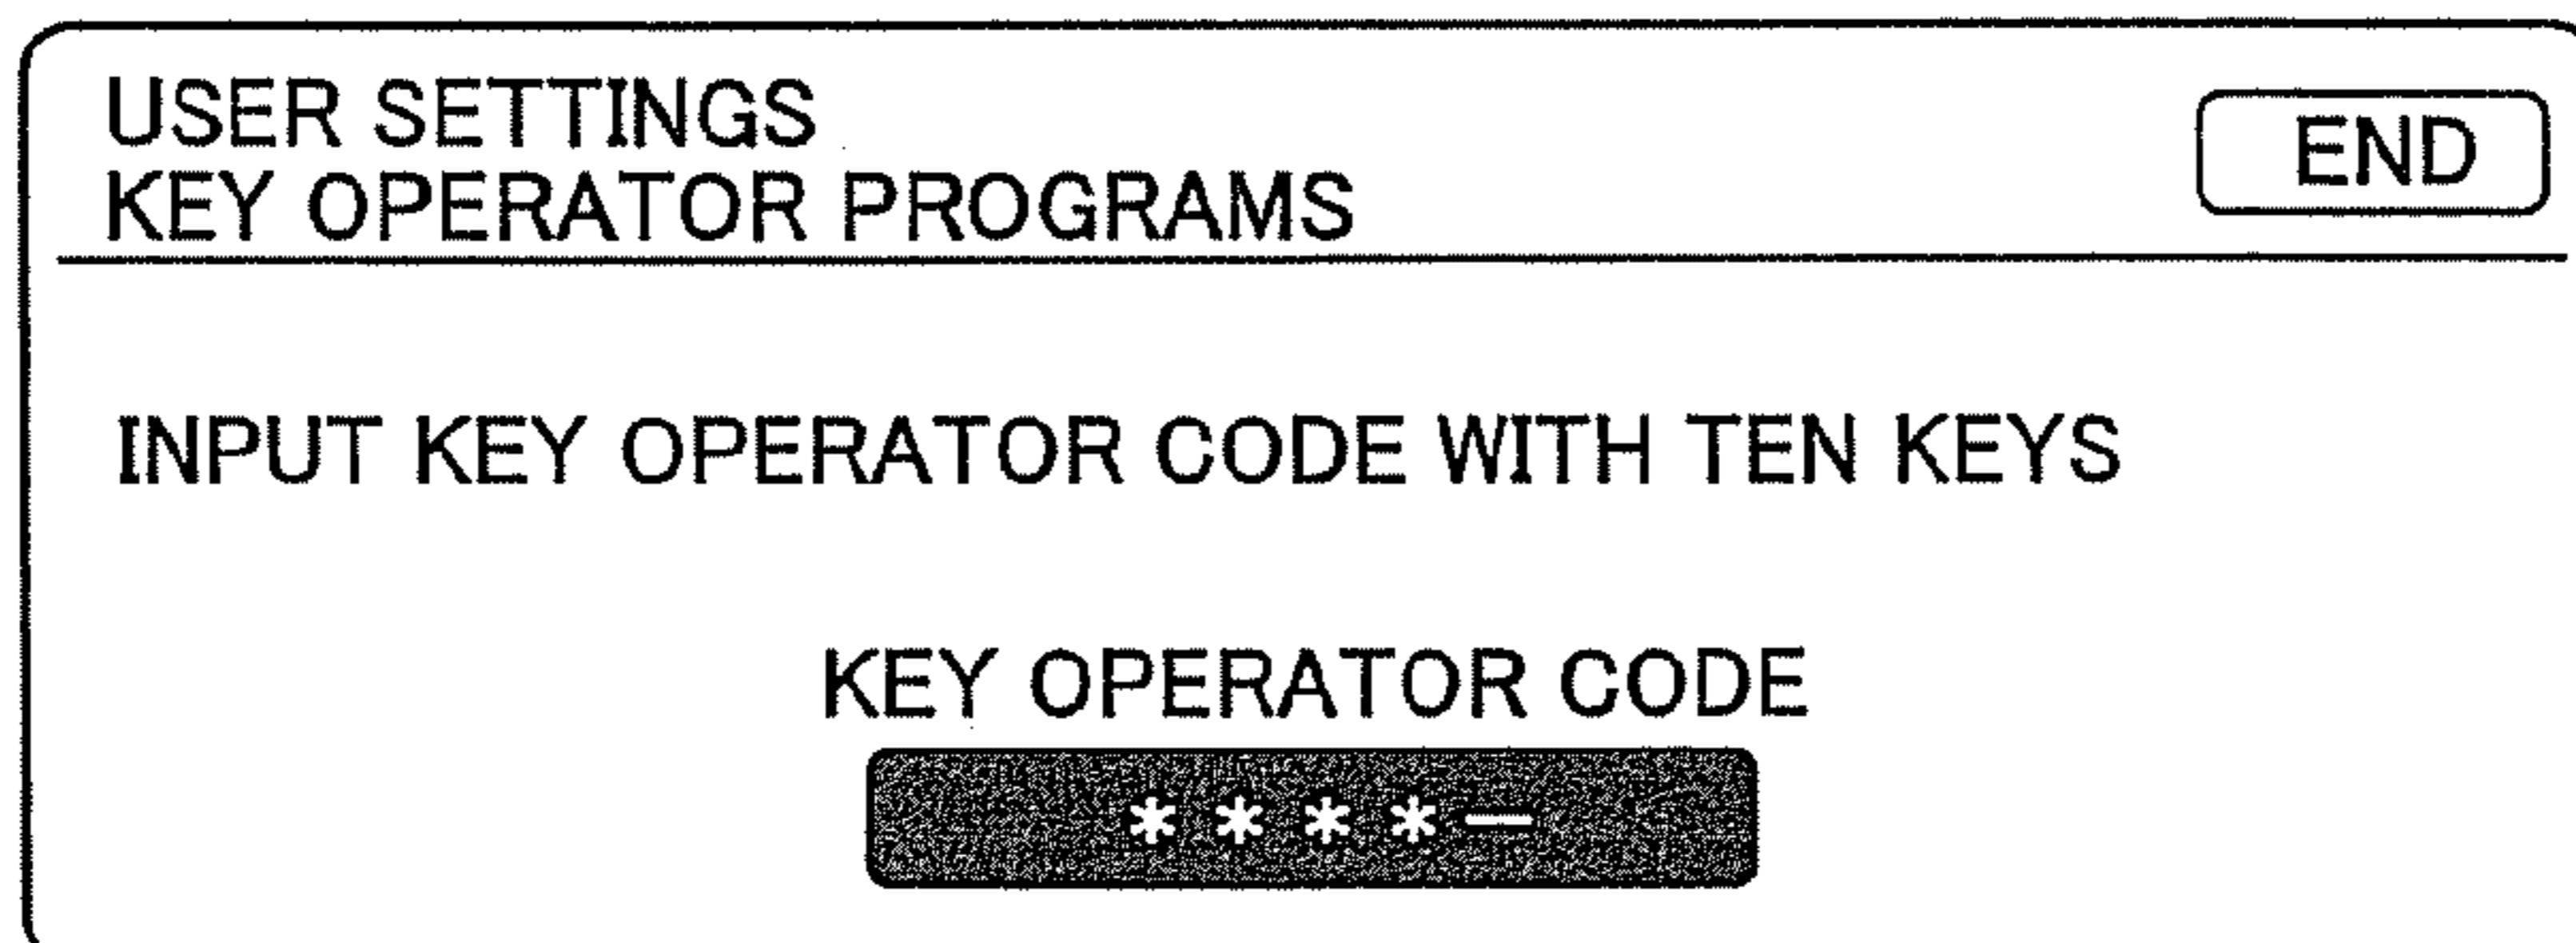 USER SETTINGS
END
KEY OPERATOR PROGRAMS
INPUT KEY OPERATOR CODE WITH TEN KEYS
KEY OPERATOR CODE
* * * * —